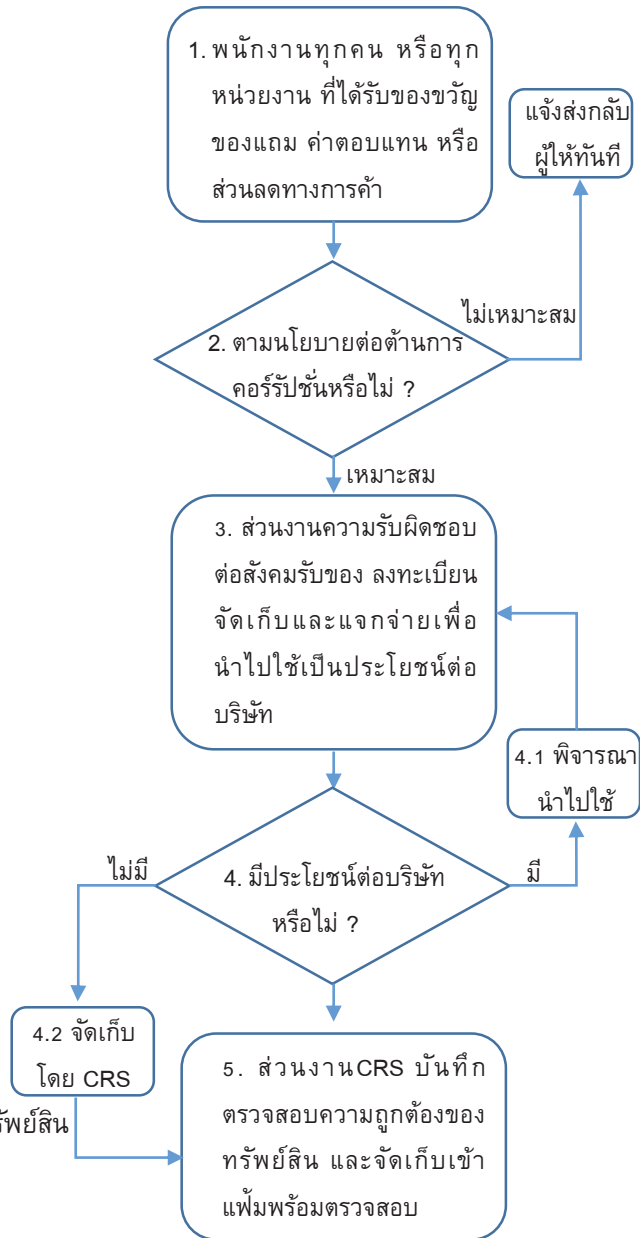 1. พนักงานทุกคน หรือทุก
หน่วยงาน ที่ได้รับของขวัญ
ของแถม ค่าตอบแทน หรือ
ส่วนลดทางการค้า
แจ้งส่งกลับ
ผู้ให้ทันที
ไม่เหมาะสม
2. ตามนโยบายต่อต้านการ
คอร์รัปชั่นหรือไม่ ?
เหมาะสม
3. ส่วนงานความรับผิดชอบ
ต่อสังคมรับของ ลงทะเบียน
จัดเก็บและแจกจ่ายเพื่อ
นำไปใช้เป็นประโยชน์ต่อ
บริษัท
4.1 พิจารณา
นำไปใช้
ไม่มี
4. มีประโยชน์ต่อบริษัท
หรือไม่ ?
มี
4.2 จัดเก็บ
โดย CRS
5. ส่วนงานCRS บันทึก
ตรวจสอบความถูกต้องของ
ทรัพย์สิน และจัดเก็บเข้า
แฟ้มพร้อมตรวจสอบ